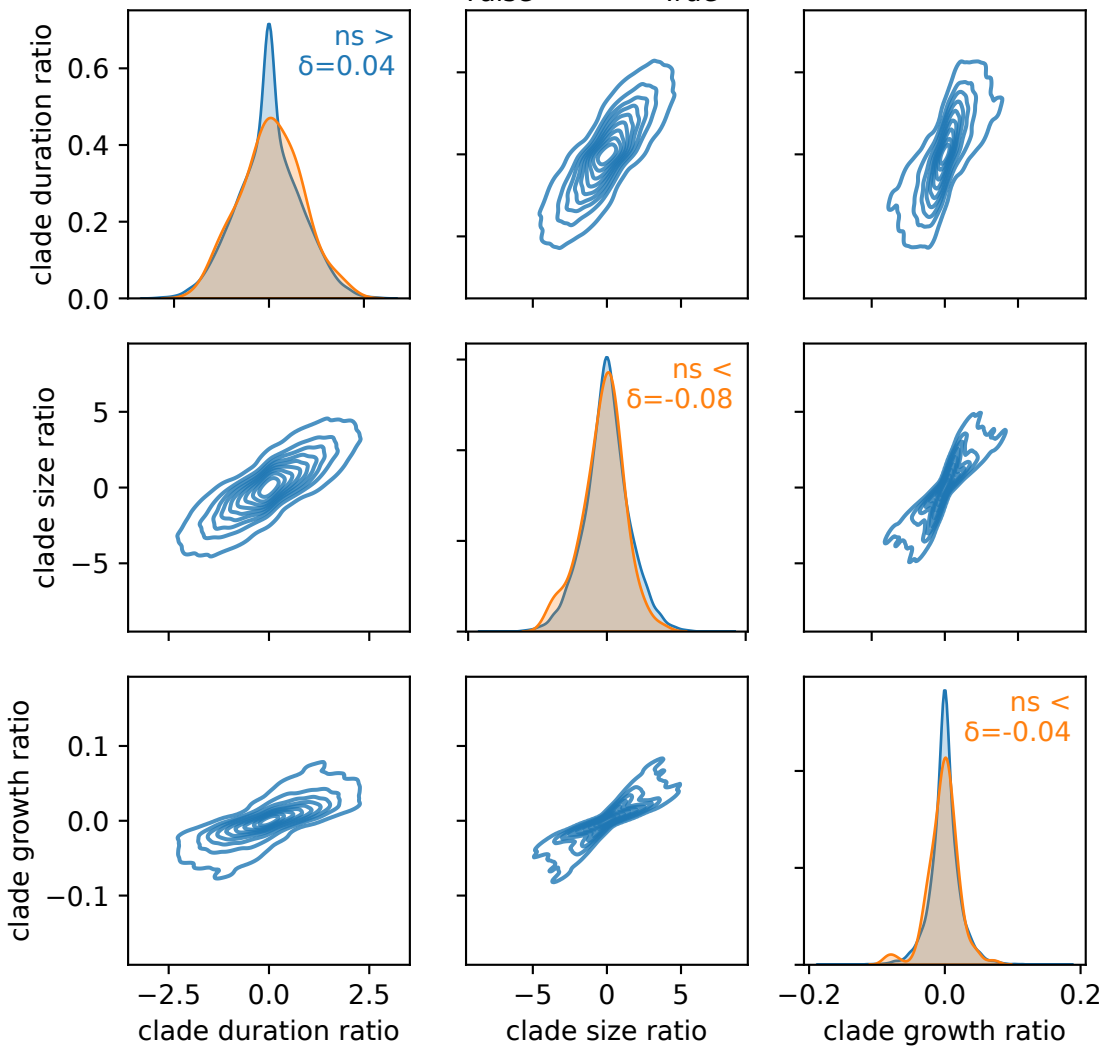 ns >
δ=0.04
clade duration ratio
0.6
0.4
0.2
0.0
ns <
δ=-0.08
clade size ratio
5
0
−5
ns <
δ=-0.04
clade growth ratio
0.1
0.0
−0.1
−2.5 0.0 2.5
−5 0 5
−0.2 0.0 0.2
clade duration ratio
clade size ratio
clade growth ratio